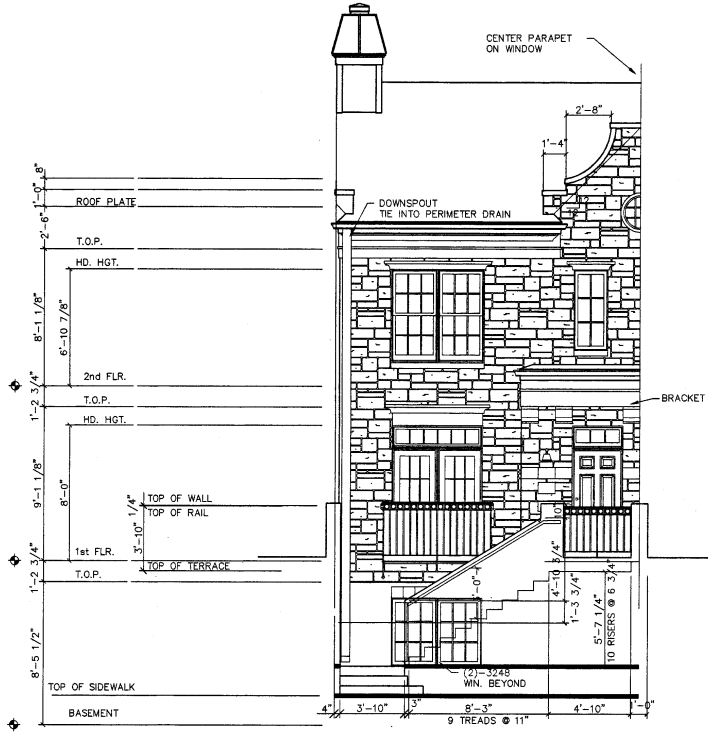 CENTER PARAPET
ON WINDOW
2'-8"
1'-4"
8"
1'-0"
ROOF PLATE
DOWNSPOUT
TIE INTO PERIMETER DRAIN
12
12
2'-6"
T.O.P.
HD. HGT.
8'-1 1/8"
6'-10 7/8"
2nd FLR.
1'-2 3/4"
T.O.P.
BRACKET
HD. HGT.
9'-1 1/8"
8'-0"
TOP OF WALL
TOP OF RAIL
3'-10 1/4"
10"
1st FLR.
TOP OF TERRACE
1'-2 3/4"
T.O.P.
4'-10 3/4"
1'-3 3/4"
5'-7 1/4"
10 RISERS @ 6 3/4"
8'-5 1/2"
(2)-3248
WIN. BEYOND
TOP OF SIDEWALK
BASEMENT
4"
3'-10"
3"
8'-3"
9 TREADS @ 11"
4'-10"
1'-0"